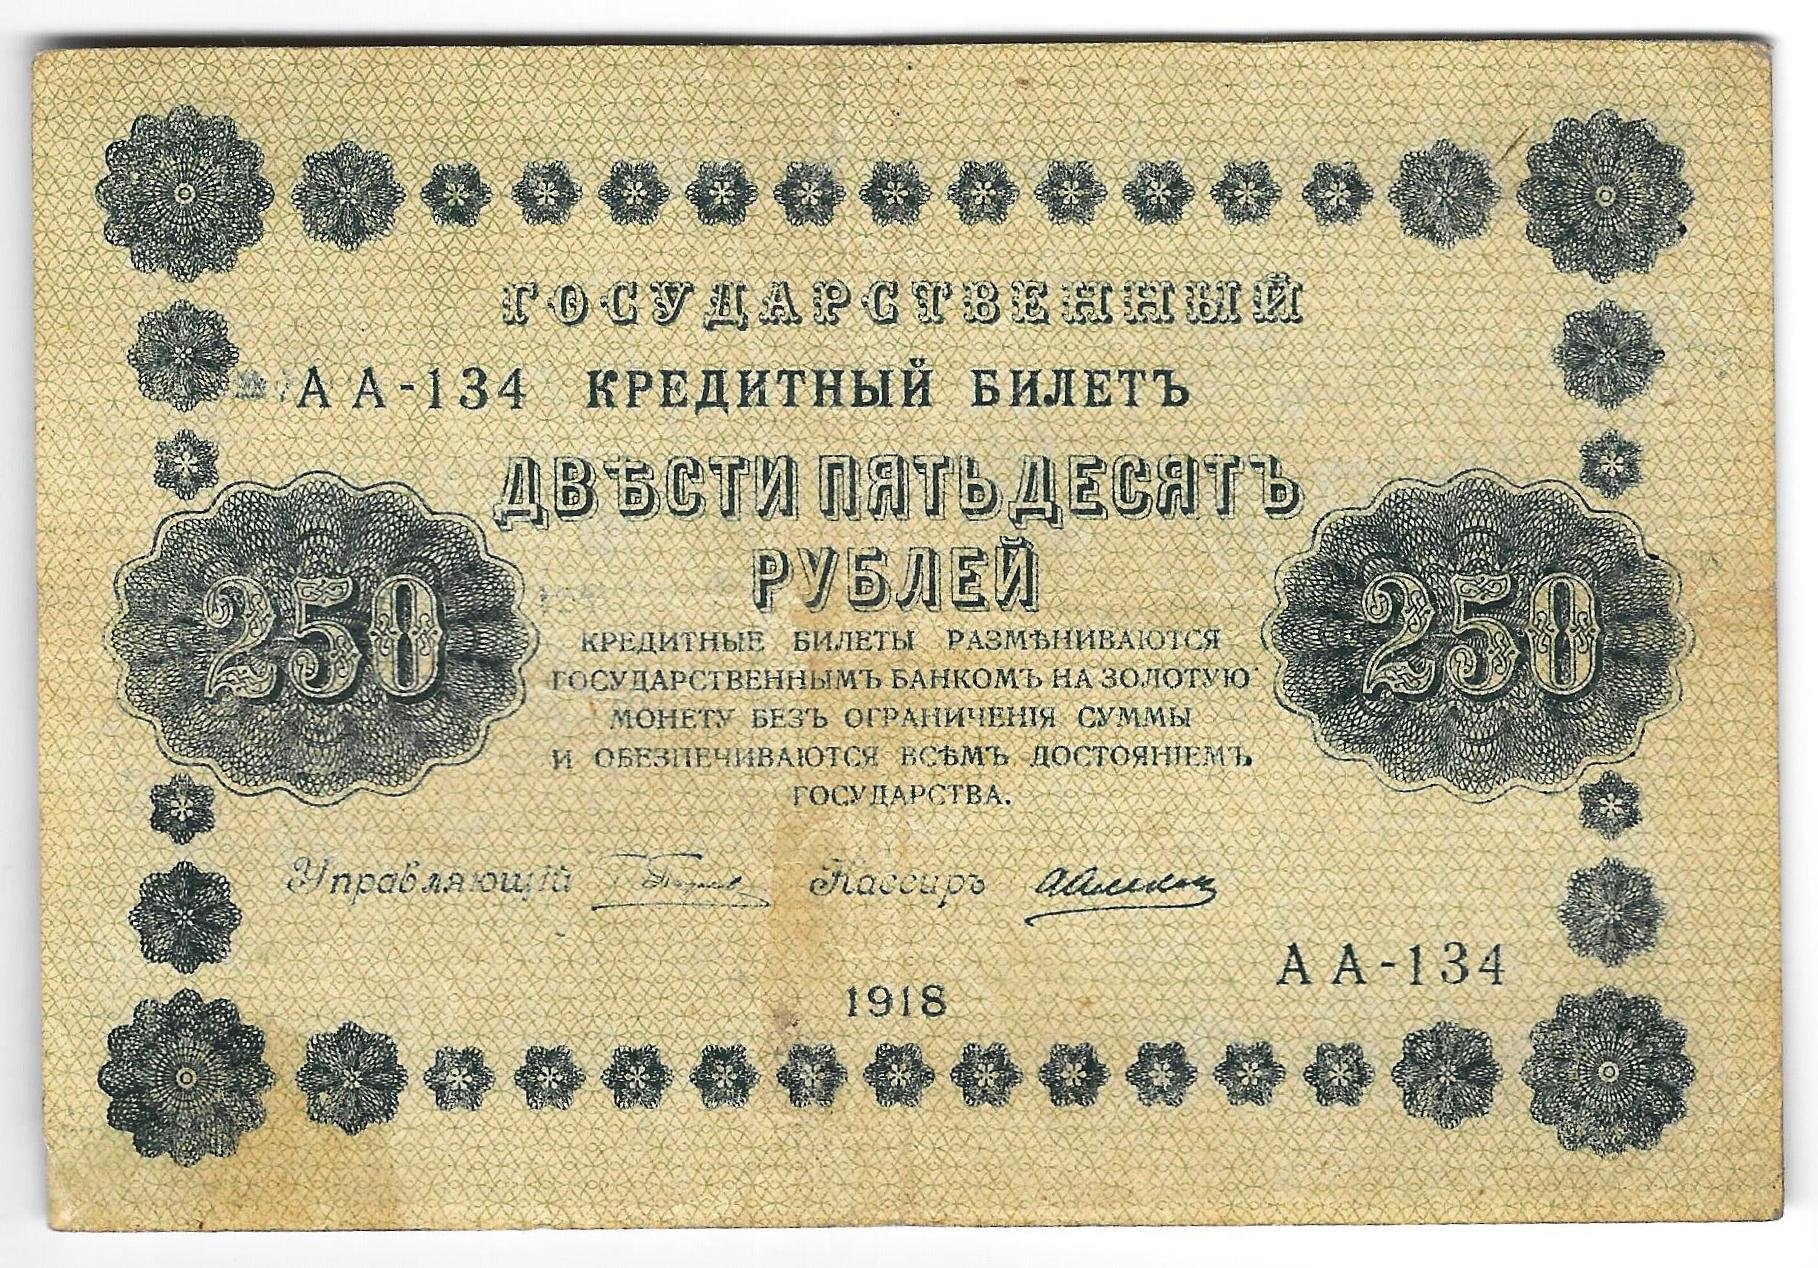 ГОСУДАРСТВЕННЫЙ
АА-134 КРЕДИТНЫЙ БИЛЕТЪ
ДВѢСТИ ПЯТЬДЕСЯТЪ
РУБЛЕЙ
250 250
КРЕДИТНЫЕ БИЛЕТЫ РАЗМѢНИВАЮТСЯ
ГОСУДАРСТВЕННЫМЪ БАНКОМЪ НА ЗОЛОТУЮ
МОНЕТУ БЕЗЪ ОГРАНИЧЕНІЯ СУММЫ
И ОБЕЗПЕЧИВАЮТСЯ ВСѢМЪ ДОСТОЯНІЕМЪ
ГОСУДАРСТВА.
Управляющій Кассиръ
АА-134
1918